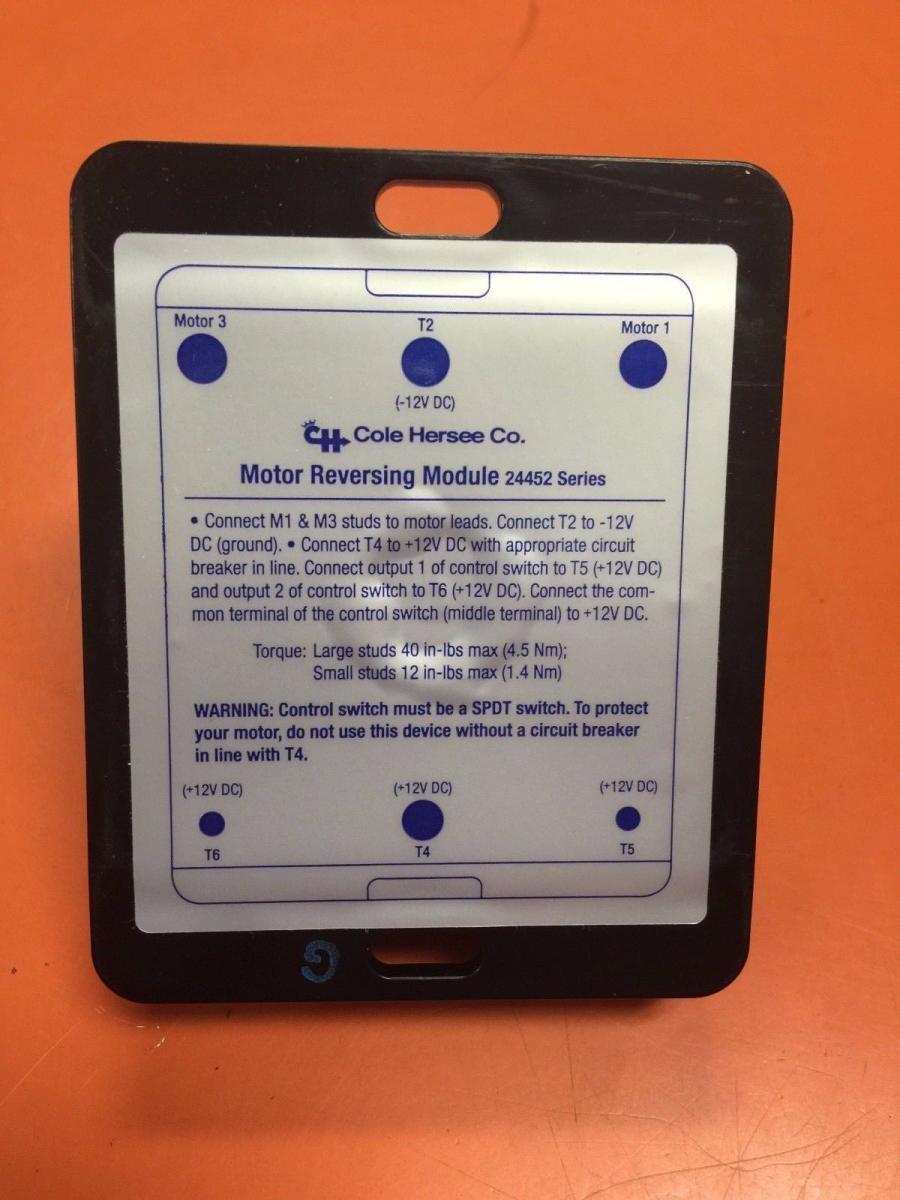 Motor 3 T2 Motor 1
(-12V DC)
CH Cole Hersee Co.
Motor Reversing Module 24452 Series
• Connect M1 & M3 studs to motor leads. Connect T2 to -12V
DC (ground). • Connect T4 to +12V DC with appropriate circuit
breaker in line. Connect output 1 of control switch to T5 (+12V DC)
and output 2 of control switch to T6 (+12V DC). Connect the com-
mon terminal of the control switch (middle terminal) to +12V DC.
Torque: Large studs 40 in-lbs max (4.5 Nm);
Small studs 12 in-lbs max (1.4 Nm)
WARNING: Control switch must be a SPDT switch. To protect
your motor, do not use this device without a circuit breaker
in line with T4.
(+12V DC) (+12V DC) (+12V DC)
T6 T4 T5